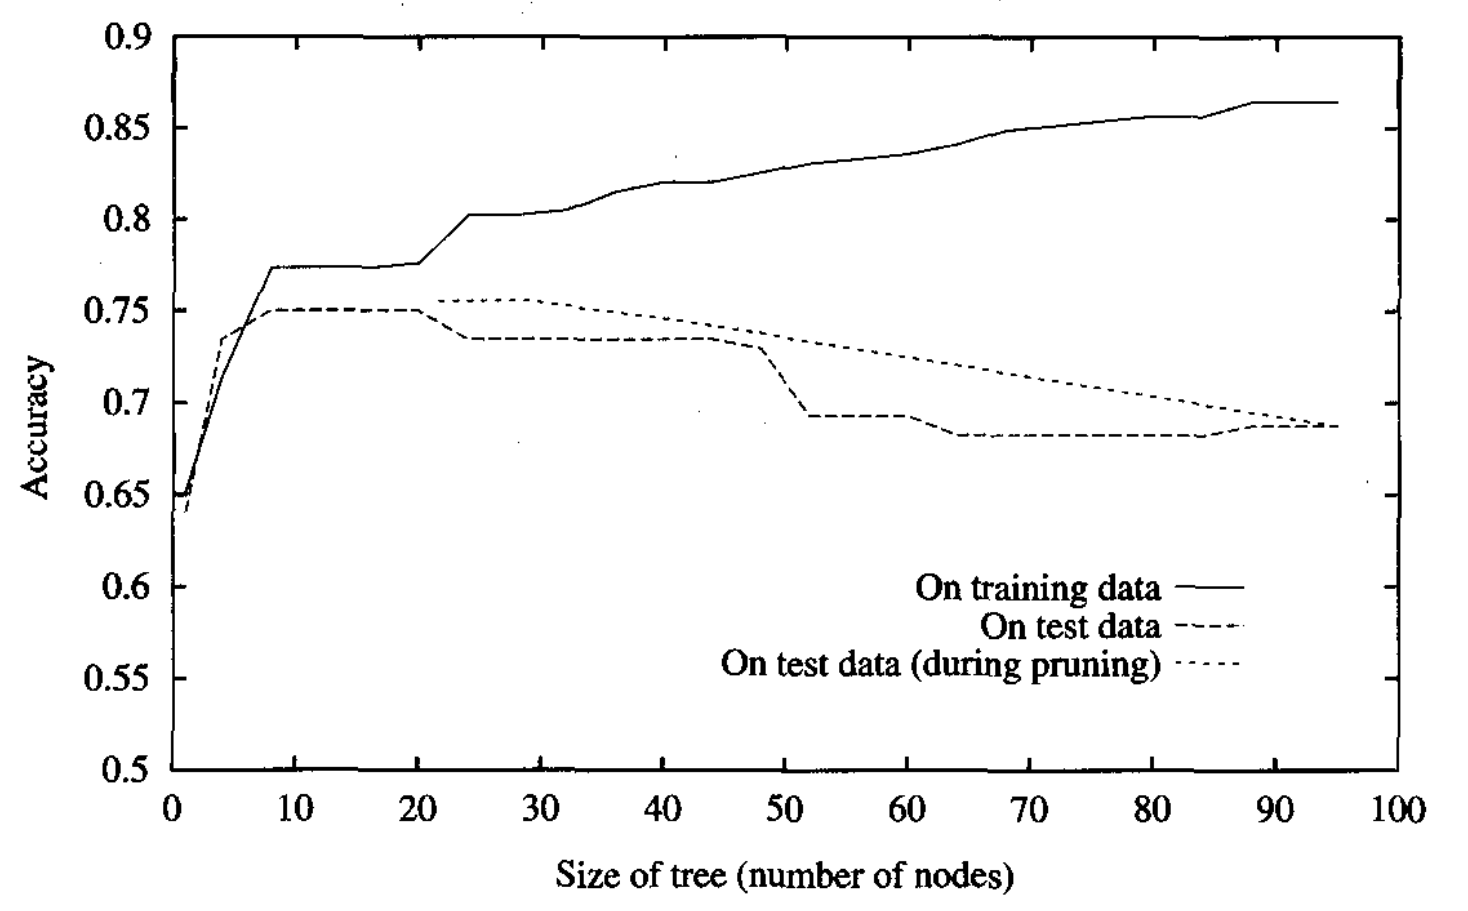 0.9
0.85
0.8
0.75
0.7
0.65
0.6
0.55
0.5
Accuracy
On training data
On test data
On test data (during pruning)
0 10 20 30 40 50 60 70 80 90 100
Size of tree (number of nodes)